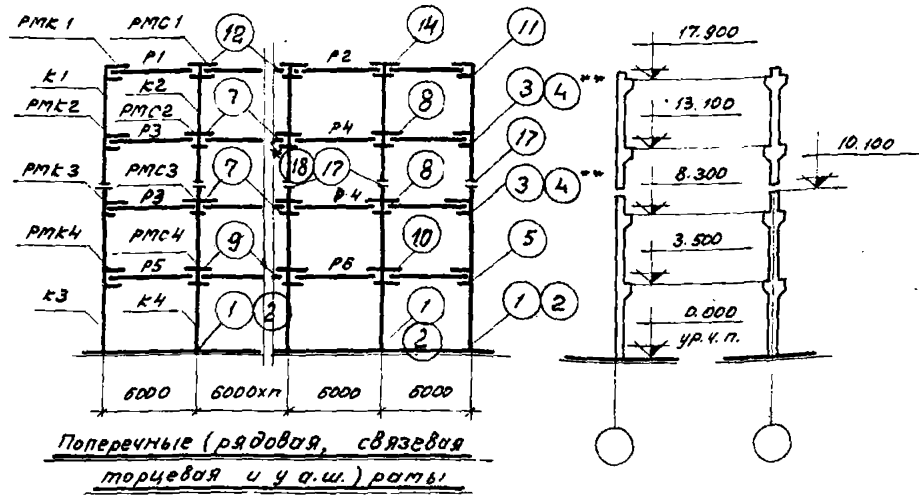 РМК 1 РМС 1 12 14 11 17.900
Р1 Р2
К1 К2 7 8 3 4 ** 13.100
РМК2 РМС2
Р3 Р4 17 10.100
18 17
РМК3 РМС3 7 8 3 4 ** 8.300
Р3 Р4
РМК4 РМС4 9 10 5 3.500
Р5 Р6
К3 К4 1 2 1 2 1 2 0.000
ур.ч.п.
6000 6000хп 6000 6000
Поперечные (рядовая, связевая
торцевая и у а.ш.) рамы